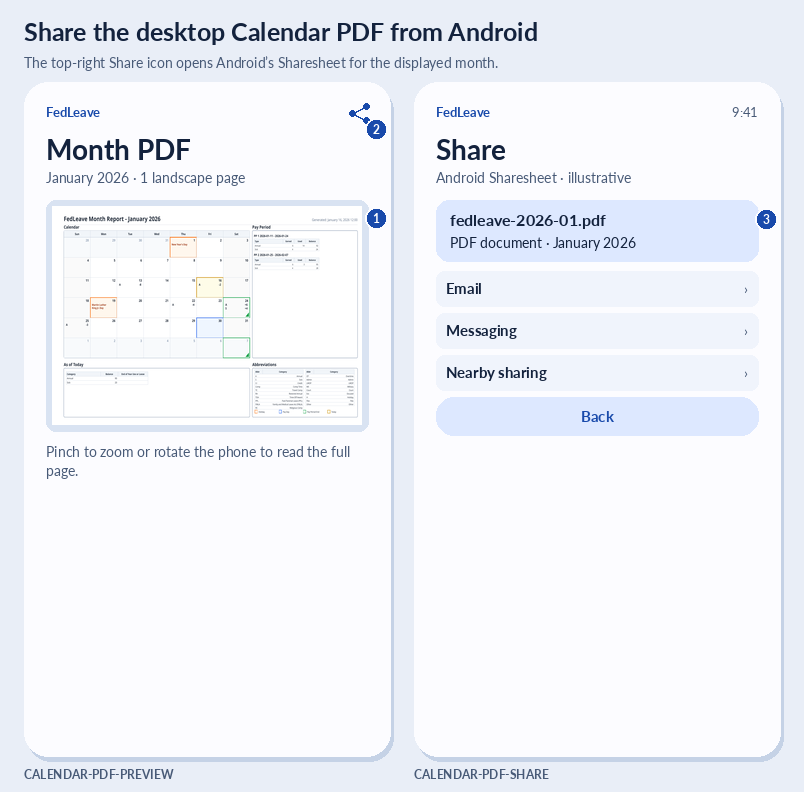 Share the desktop Calendar PDF from Android
The top-right Share icon opens Android's Sharesheet for the displayed month.
FedLeave
2
Month PDF
January 2026 · 1 landscape page
1
FedLeave Month Report - January 2026
Calendar
Pay Period
As of Today
Abbreviations
Pinch to zoom or rotate the phone to read the full
page.
CALENDAR-PDF-PREVIEW
FedLeave
9:41
Share
Android Sharesheet · illustrative
fedleave-2026-01.pdf
3
PDF document · January 2026
Email ›
Messaging ›
Nearby sharing ›
Back
CALENDAR-PDF-SHARE